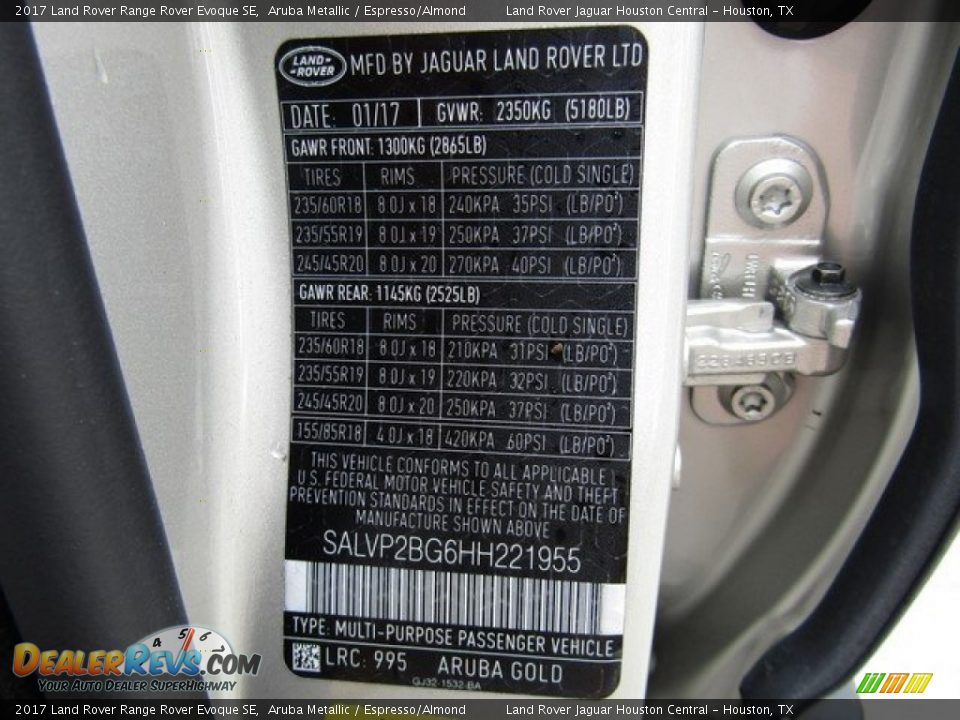 2017 Land Rover Range Rover Evoque SE, Aruba Metallic / Espresso/Almond Land Rover Jaguar Houston Central - Houston, TX
LAND-
-ROVER
MFD BY JAGUAR LAND ROVER LTD
DATE: 01/17 GVWR: 2350KG (5180LB)
GAWR FRONT: 1300KG (2865LB)
TIRES RIMS PRESSURE (COLD SINGLE)
235/60R18 8.0J x 18 240KPA 35PSI (LB/PO²)
235/55R19 8.0J x 19 250KPA 37PSI (LB/PO²)
245/45R20 8.0J x 20 270KPA 40PSI (LB/PO²)
GAWR REAR: 1145KG (2525LB)
TIRES RIMS PRESSURE (COLD SINGLE)
235/60R18 8.0J x 18 210KPA 31PSI (LB/PO²)
235/55R19 8.0J x 19 220KPA 32PSI (LB/PO²)
245/45R20 8.0J x 20 250KPA 37PSI (LB/PO²)
155/85R18 4.0J x 18 420KPA 60PSI (LB/PO²)
THIS VEHICLE CONFORMS TO ALL APPLICABLE
U.S. FEDERAL MOTOR VEHICLE SAFETY AND THEFT
PREVENTION STANDARDS IN EFFECT ON THE DATE OF
MANUFACTURE SHOWN ABOVE
SALVP2BG6HH221955
TYPE: MULTI-PURPOSE PASSENGER VEHICLE
LRC: 995 ARUBA GOLD
GJ32-1532-BA
4 5 6
DEALERREVS.COM
YOUR AUTO DEALER SUPERHIGHWAY
2017 Land Rover Range Rover Evoque SE, Aruba Metallic / Espresso/Almond Land Rover Jaguar Houston Central - Houston, TX